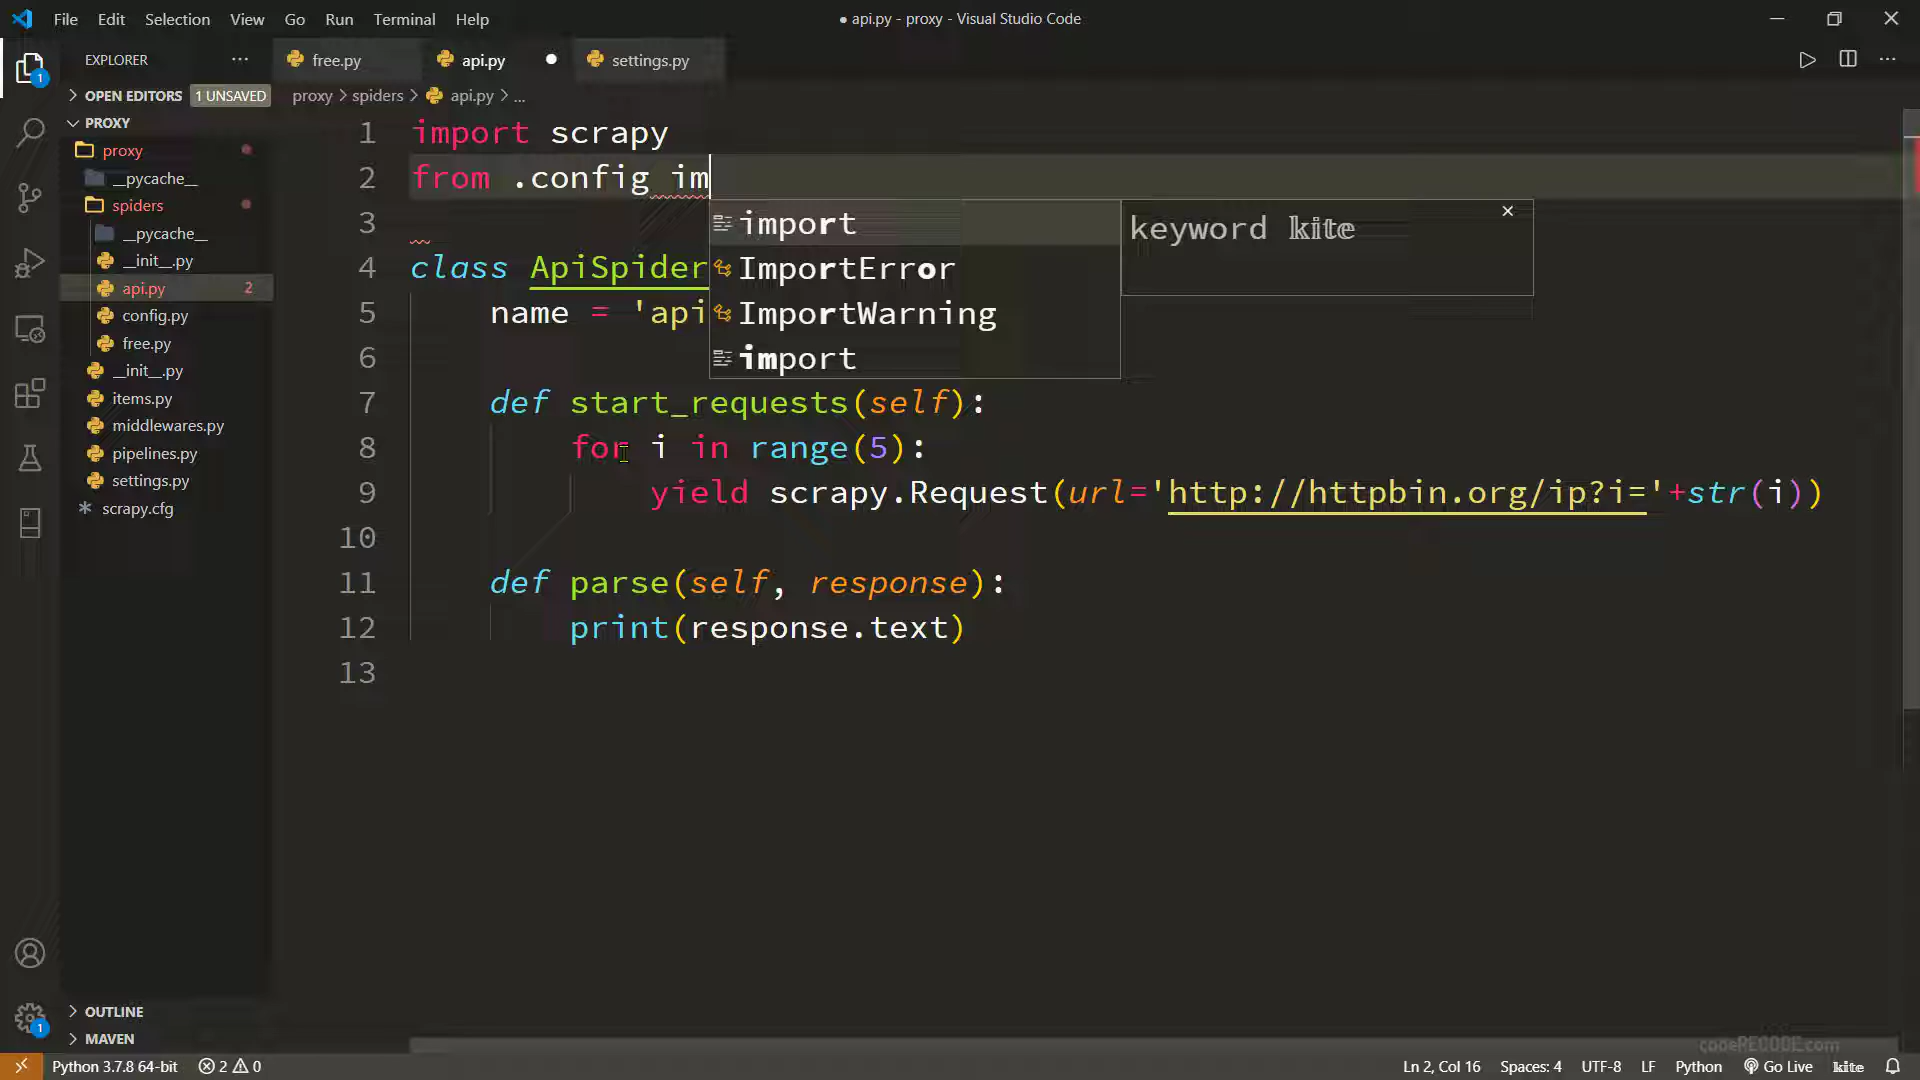 File Edit Selection View Go Run Terminal Help
● api.py - proxy - Visual Studio Code
EXPLORER ···
free.py
api.py
settings.py
OPEN EDITORS 1 UNSAVED
proxy > spiders > api.py > ...
PROXY
proxy
__pycache__
spiders
__pycache__
__init__.py
api.py 2
config.py
free.py
__init__.py
items.py
middlewares.py
pipelines.py
settings.py
scrapy.cfg
1 import scrapy
2 from .config im
3
4 class ApiSpider
5 name = 'api
6
7 def start_requests(self):
8 for i in range(5):
9 yield scrapy.Request(url='http://httpbin.org/ip?i='+str(i))
10
11 def parse(self, response):
12 print(response.text)
13
import
ImportError
ImportWarning
import
keyword kite
1
1
OUTLINE
MAVEN
codeRECODE.com
Python 3.7.8 64-bit 2 0
Ln 2, Col 16 Spaces: 4 UTF-8 LF Python Go Live kite